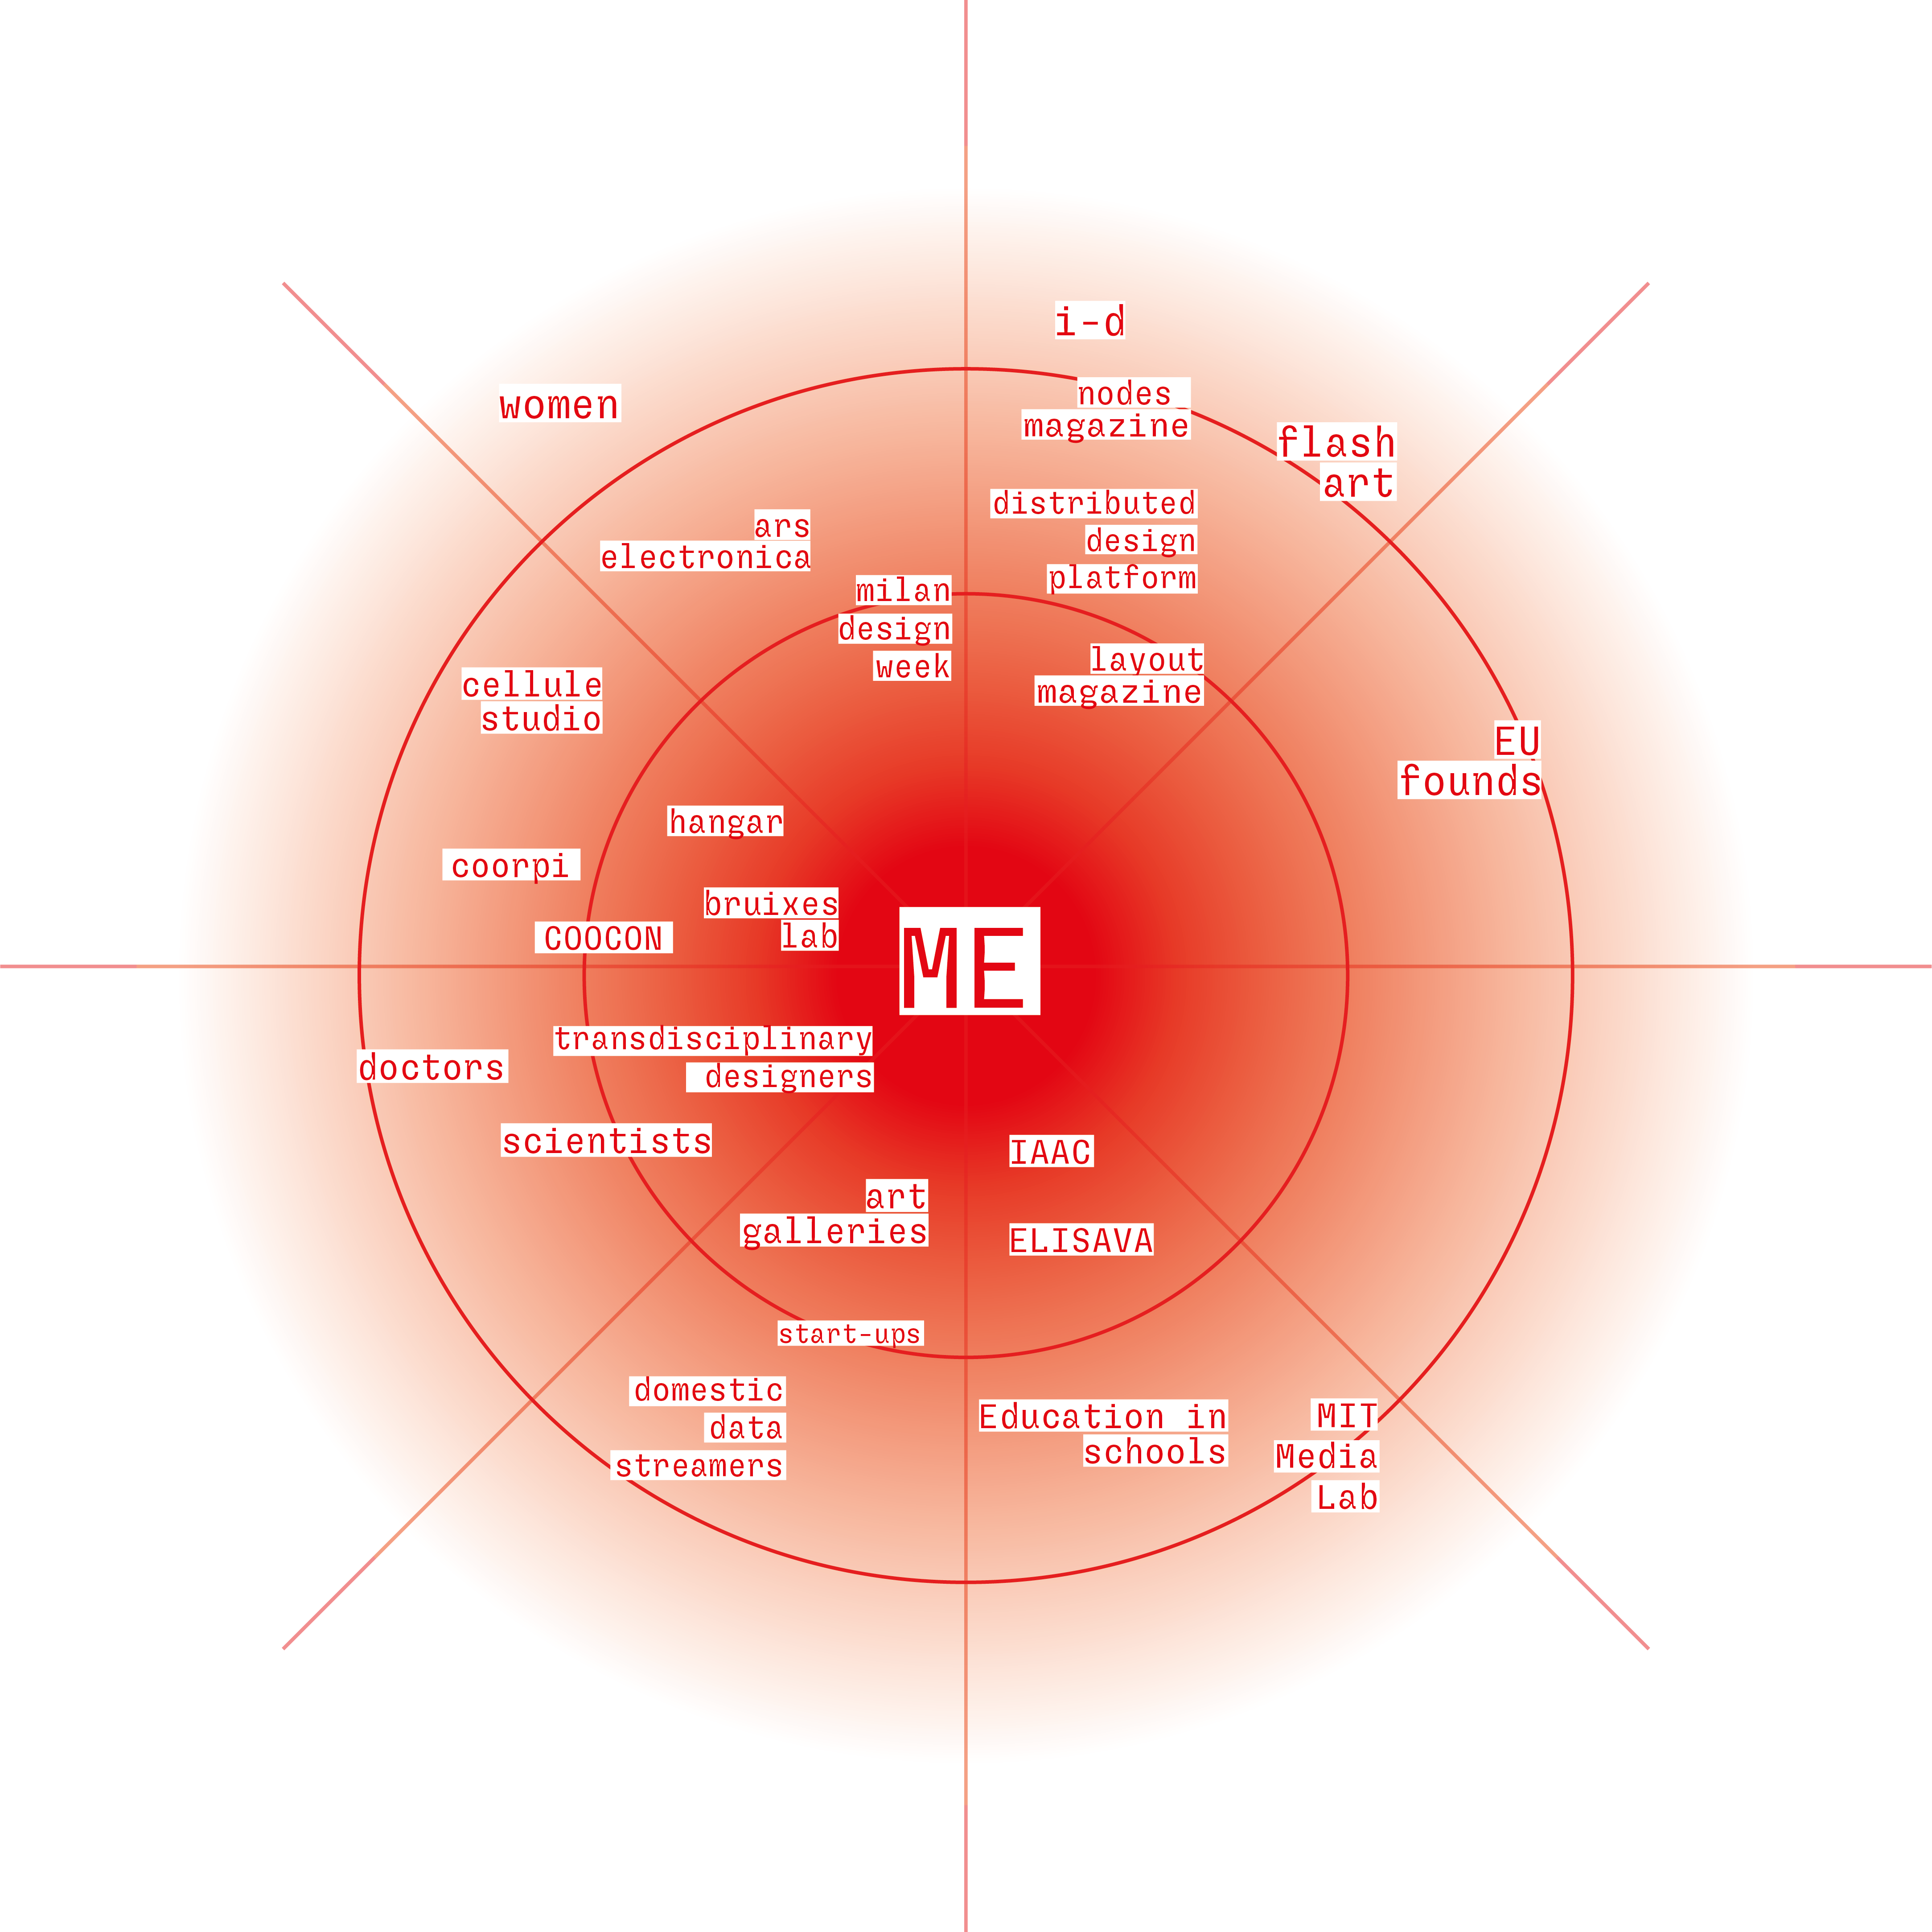 i-d
nodes
magazine
women
flash
art
distributed
design
platform
ars
electronica
milan
design
week
layout
magazine
cellule
studio
EU
founds
hangar
coorpi
bruixes
lab
COOCON
ME
transdisciplinary
designers
doctors
scientists
IAAC
art
galleries
ELISAVA
start-ups
domestic
data
streamers
Education in
schools
MIT
Media
Lab